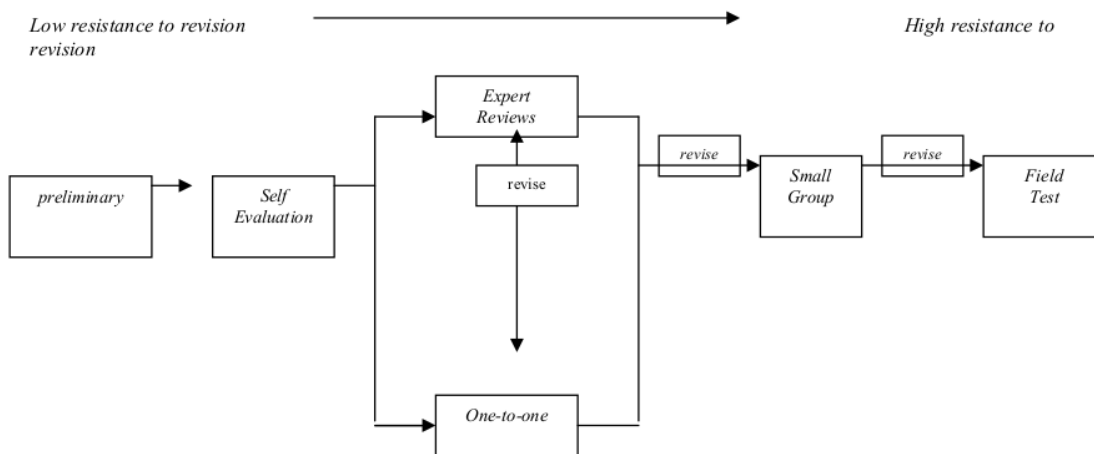 Low resistance to revision
High resistance to
revision
Expert
Reviews
revise
revise
revise
preliminary
Self
Evaluation
Small
Group
Field
Test
One-to-one